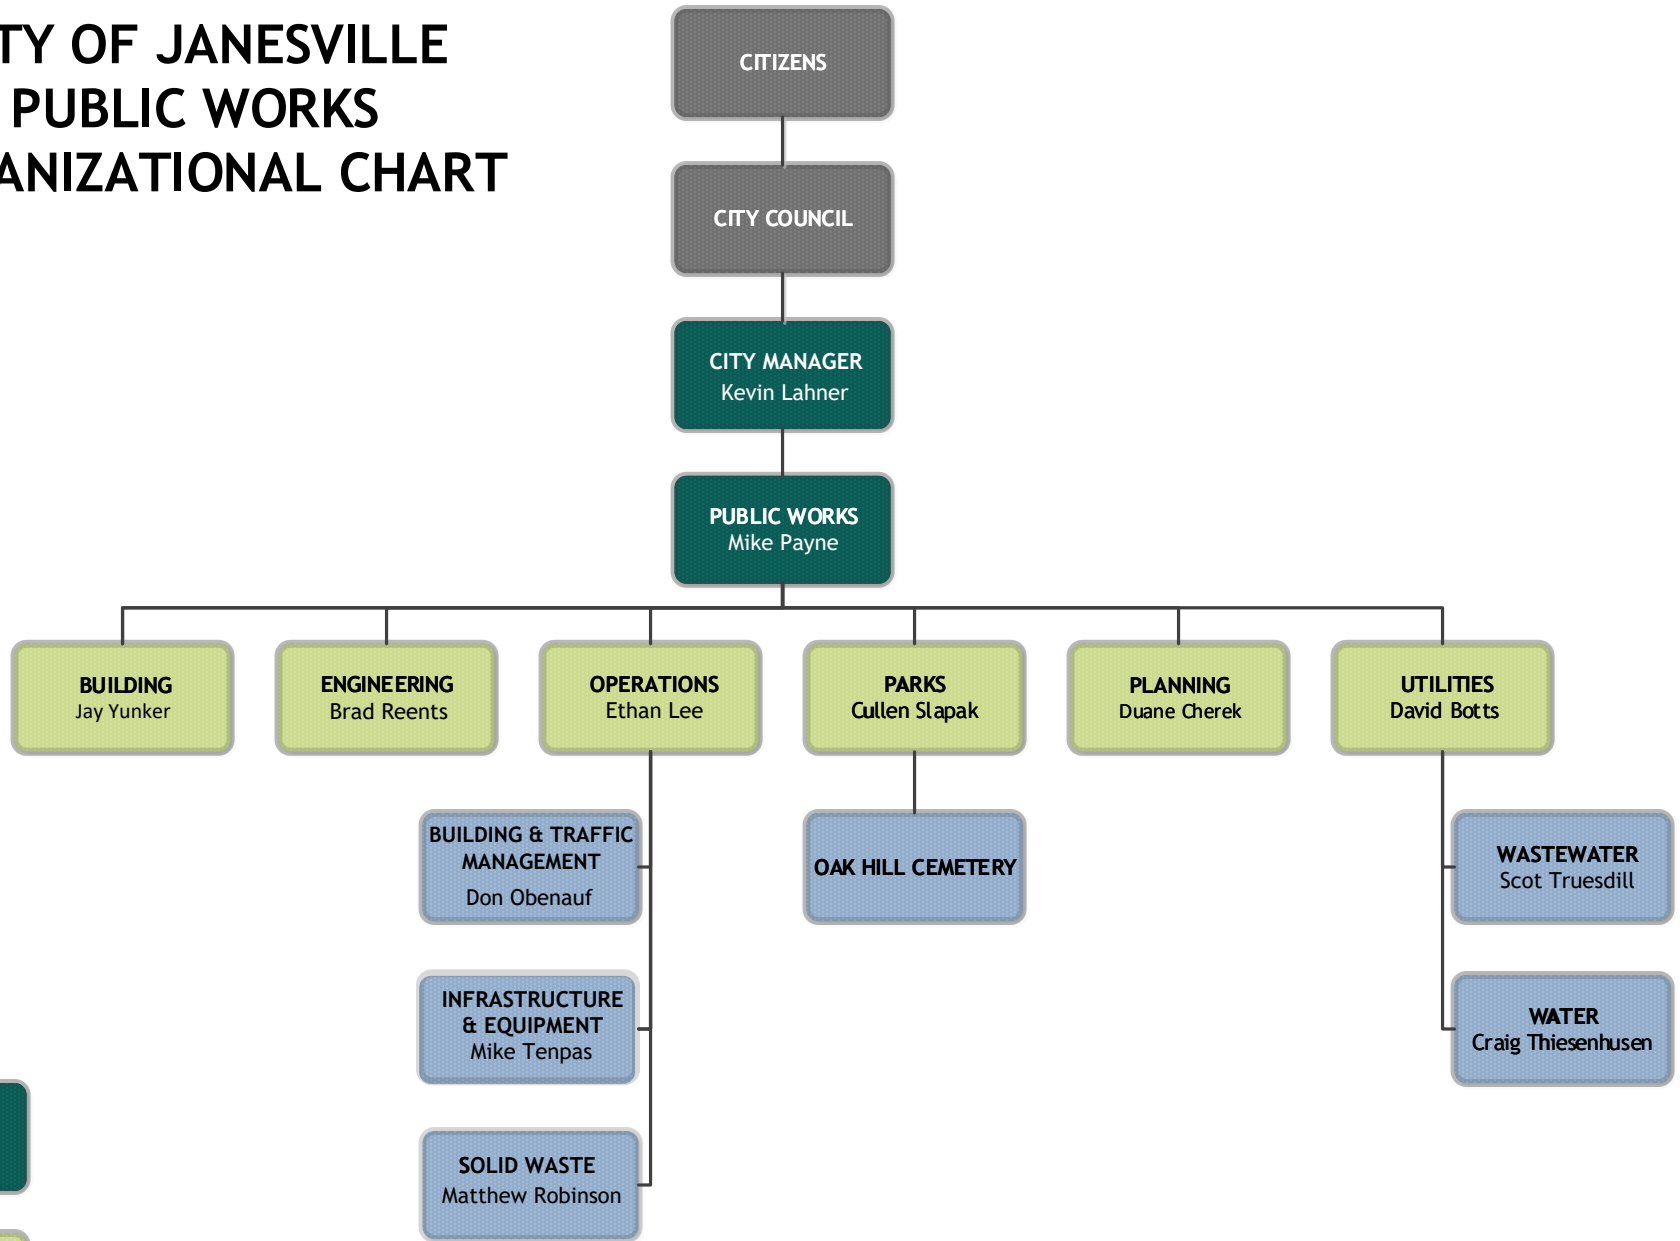 TY OF JANESVILLE
PUBLIC WORKS
ANIZATIONAL CHART
CITIZENS
CITY COUNCIL
CITY MANAGER
Kevin Lahner
PUBLIC WORKS
Mike Payne
BUILDING
Jay Yunker
ENGINEERING
Brad Reents
OPERATIONS
Ethan Lee
PARKS
Cullen Slapak
PLANNING
Duane Cherek
UTILITIES
David Botts
BUILDING & TRAFFIC
MANAGEMENT
Don Obenauf
OAK HILL CEMETERY
WASTEWATER
Scot Truesdill
INFRASTRUCTURE
& EQUIPMENT
Mike Tenpas
WATER
Craig Thiesenhusen
SOLID WASTE
Matthew Robinson